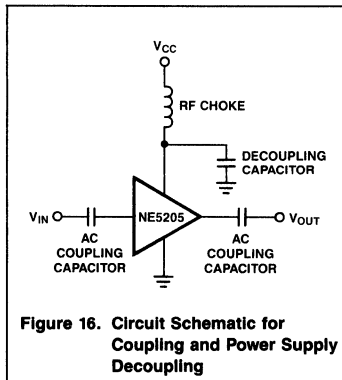 VCC
RF CHOKE
DECOUPLING
CAPACITOR
VIN
NE5205
VOUT
AC
COUPLING
CAPACITOR
AC
COUPLING
CAPACITOR
Figure 16. Circuit Schematic for
Coupling and Power Supply
Decoupling